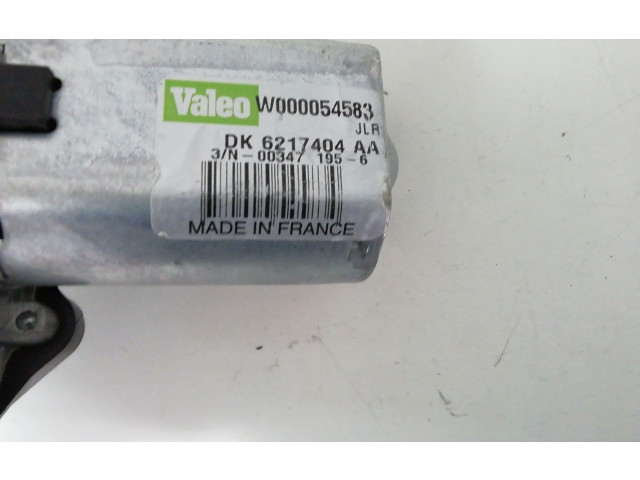 Valeo W000054583
JLR
DK 6217404 AA
3/N-00347 195-6
MADE IN FRANCE